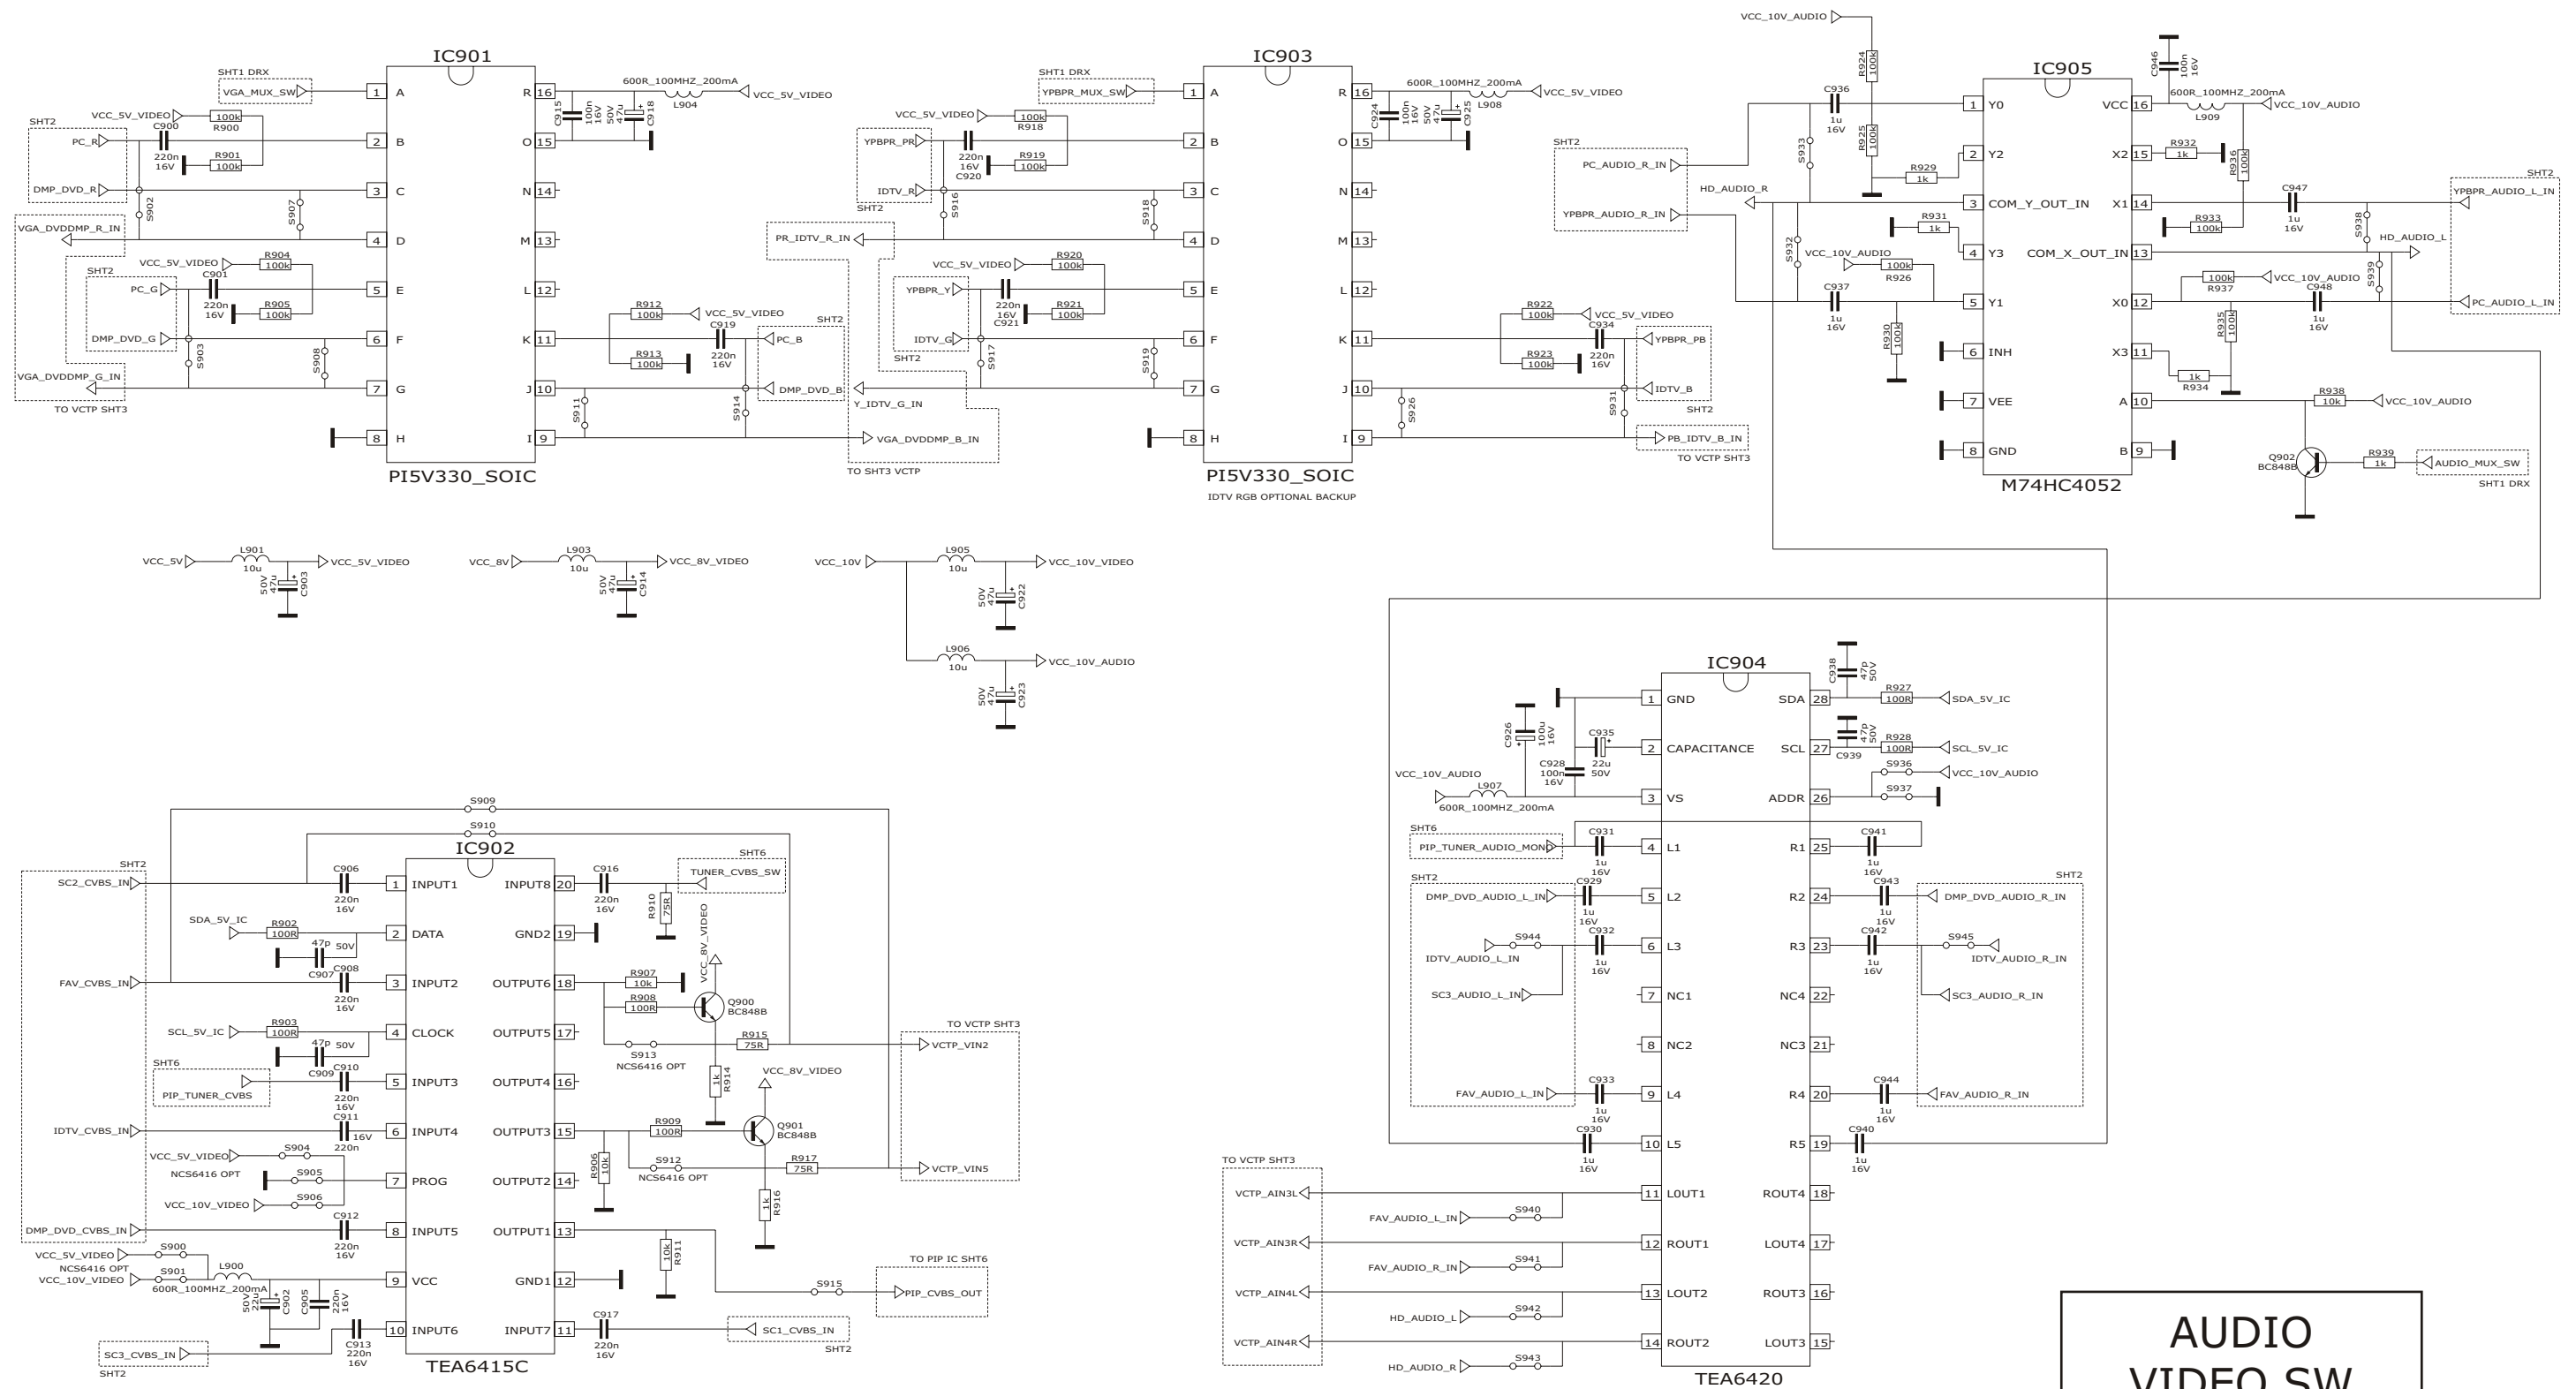 IC901
SHT1 DRX
VGA_MUX_SW
1 A
VCC_5V_VIDEO
100k
R900
SHT2
C900
PC_R
220n
16V
R901
100k
2 B
DMP_DVD_R
3 C
S902
S907
VGA_DVDDMP_R_IN
4 D
R904
VCC_5V_VIDEO
100k
SHT2
C901
PC_G
220n
16V
R905
100k
5 E
DMP_DVD_G
6 F
S903
S908
VGA_DVDDMP_G_IN
7 G
TO VCTP SHT3
8 H
R 16
O 15
N 14
M 13
L 12
K 11
J 10
I 9
PI5V330_SOIC
C915
100n
16V
50V
47u
C918
600R_100MHZ_200mA
L904
VCC_5V_VIDEO
R912
100k
VCC_5V_VIDEO
C919
220n
16V
SHT2
PC_B
R913
100k
DMP_DVD_B
S911
S914
VGA_DVDDMP_B_IN
TO SHT3 VCTP
IC903
SHT1 DRX
YPBPR_MUX_SW
1 A
VCC_5V_VIDEO
100k
R918
SHT2
YPBPR_PR
220n
16V
C920
R919
100k
2 B
IDTV_R
SHT2
3 C
S916
S918
PR_IDTV_R_IN
4 D
R920
VCC_5V_VIDEO
100k
YPBPR_Y
220n
16V
C921
R921
100k
5 E
IDTV_G
SHT2
6 F
S917
S919
Y_IDTV_G_IN
7 G
8 H
R 16
O 15
N 14
M 13
L 12
K 11
J 10
I 9
PI5V330_SOIC
IDTV RGB OPTIONAL BACKUP
C924
100n
16V
50V
47u
C925
600R_100MHZ_200mA
L908
VCC_5V_VIDEO
R922
100k
VCC_5V_VIDEO
C934
220n
16V
R923
100k
YPBPR_PB
IDTV_B
SHT2
S926
S931
PB_IDTV_B_IN
TO VCTP SHT3
VCC_10V_AUDIO
R924
100k
C936
1u
16V
R925
100k
S933
SHT2
PC_AUDIO_R_IN
YPBPR_AUDIO_R_IN
HD_AUDIO_R
R929
1k
R931
1k
S932
VCC_10V_AUDIO
100k
R926
C937
1u
16V
R930
100k
IC905
1 Y0
2 Y2
3 COM_Y_OUT_IN
4 Y3
5 Y1
6 INH
7 VEE
8 GND
VCC 16
X2 15
X1 14
COM_X_OUT_IN 13
X0 12
X3 11
A 10
B 9
M74HC4052
C946
100n
16V
600R_100MHZ_200mA
L909
VCC_10V_AUDIO
R932
1k
R936
100k
R933
100k
C947
1u
16V
SHT2
YPBPR_AUDIO_L_IN
S938
HD_AUDIO_L
100k
R937
VCC_10V_AUDIO
C948
1u
16V
S939
PC_AUDIO_L_IN
R935
100k
1k
R934
R938
10k
VCC_10V_AUDIO
Q902
BC848B
R939
1k
AUDIO_MUX_SW
SHT1 DRX
VCC_5V
L901
10u
VCC_5V_VIDEO
50V
47u
C903
VCC_8V
L903
10u
VCC_8V_VIDEO
50V
47u
C914
VCC_10V
L905
10u
VCC_10V_VIDEO
50V
47u
C922
L906
10u
VCC_10V_AUDIO
50V
47u
C923
S909
S910
IC902
SHT2
SC2_CVBS_IN
C906
220n
16V
1 INPUT1
SDA_5V_IC
R902
100R
47p 50V
C907
2 DATA
FAV_CVBS_IN
C908
220n
16V
3 INPUT2
SCL_5V_IC
R903
100R
47p 50V
C909
4 CLOCK
SHT6
PIP_TUNER_CVBS
C910
220n
16V
5 INPUT3
IDTV_CVBS_IN
C911
16V
220n
6 INPUT4
VCC_5V_VIDEO
S904
NCS6416 OPT
S905
7 PROG
VCC_10V_VIDEO
S906
DMP_DVD_CVBS_IN
C912
220n
16V
8 INPUT5
VCC_5V_VIDEO
S900
NCS6416 OPT
VCC_10V_VIDEO
S901
L900
600R_100MHZ_200mA
50V
22u
C902
C905
220n
16V
9 VCC
SC3_CVBS_IN
SHT2
C913
220n
16V
10 INPUT6
INPUT8 20
GND2 19
OUTPUT6 18
OUTPUT5 17
OUTPUT4 16
OUTPUT3 15
OUTPUT2 14
OUTPUT1 13
GND1 12
INPUT7 11
TEA6415C
C916
220n
16V
SHT6
TUNER_CVBS_SW
R910
75R
VCC_8V_VIDEO
R907
10k
R908
100R
Q900
BC848B
S913
NCS6416 OPT
R915
75R
1k
R914
TO VCTP SHT3
VCTP_VIN2
VCC_8V_VIDEO
R909
100R
Q901
BC848B
R906
10k
S912
NCS6416 OPT
R917
75R
VCTP_VIN5
1k
R916
10k
R911
S915
TO PIP IC SHT6
PIP_CVBS_OUT
C917
220n
16V
SC1_CVBS_IN
SHT2
IC904
1 GND
2 CAPACITANCE
3 VS
4 L1
5 L2
6 L3
7 NC1
8 NC2
9 L4
10 L5
11 L0UT1
12 ROUT1
13 LOUT2
14 ROUT2
SDA 28
SCL 27
ADDR 26
R1 25
R2 24
R3 23
NC4 22
NC3 21
R4 20
R5 19
ROUT4 18
LOUT4 17
ROUT3 16
LOUT3 15
TEA6420
C926
100u
16V
C935
22u
50V
C928
100n
16V
VCC_10V_AUDIO
L907
600R_100MHZ_200mA
SHT6
PIP_TUNER_AUDIO_MONO
C931
1u
16V
SHT2
DMP_DVD_AUDIO_L_IN
C929
1u
16V
S944
IDTV_AUDIO_L_IN
C932
1u
16V
SC3_AUDIO_L_IN
FAV_AUDIO_L_IN
C933
1u
16V
C930
1u
16V
TO VCTP SHT3
VCTP_AIN3L
FAV_AUDIO_L_IN
S940
VCTP_AIN3R
FAV_AUDIO_R_IN
S941
VCTP_AIN4L
HD_AUDIO_L
S942
VCTP_AIN4R
HD_AUDIO_R
S943
C938
47p
50V
R927
100R
SDA_5V_IC
47p
50V
C939
R928
100R
SCL_5V_IC
S936
VCC_10V_AUDIO
S937
C941
1u
16V
C943
1u
16V
SHT2
DMP_DVD_AUDIO_R_IN
C942
1u
16V
S945
IDTV_AUDIO_R_IN
SC3_AUDIO_R_IN
C944
1u
16V
FAV_AUDIO_R_IN
C940
1u
16V
AUDIO
VIDEO SW